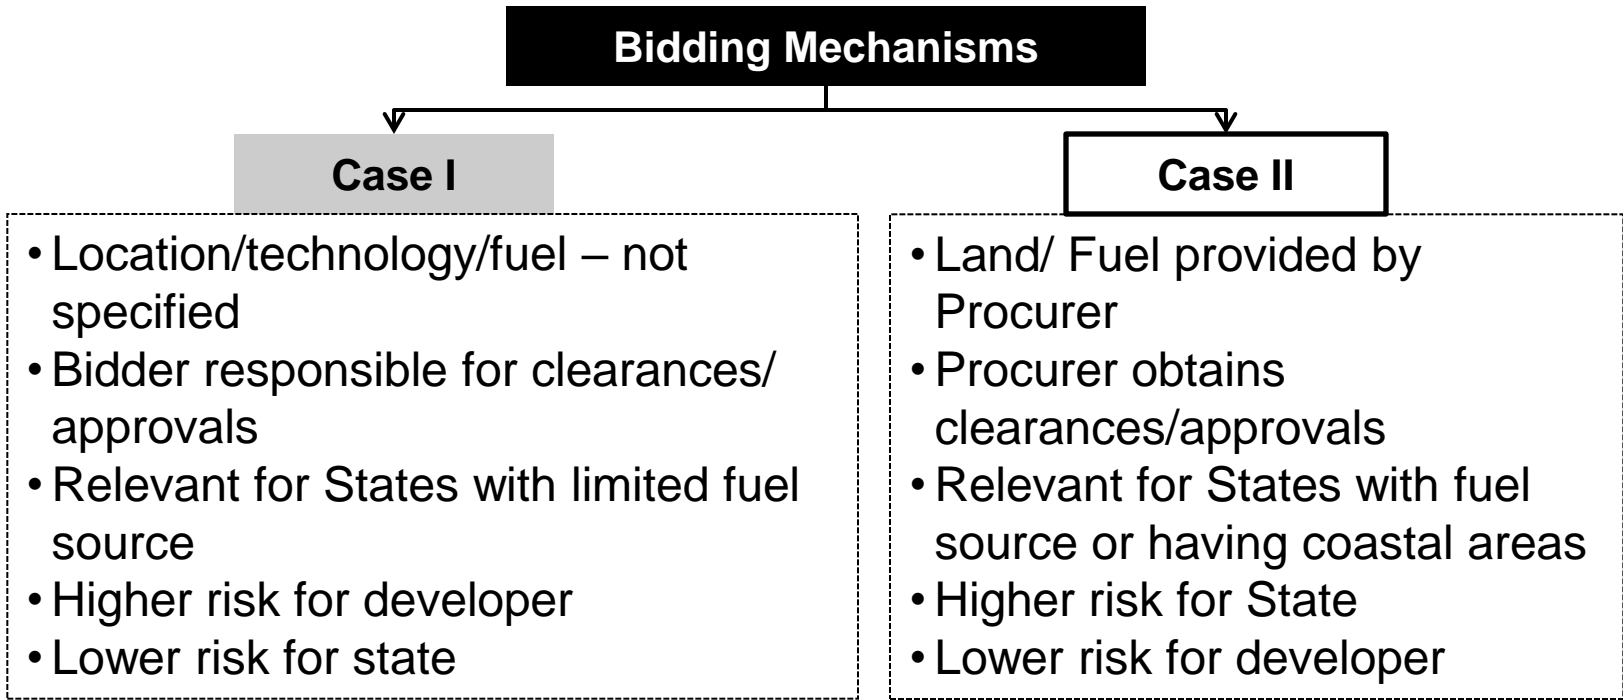 Bidding Mechanisms
Case I
• Location/technology/fuel – not
specified
• Bidder responsible for clearances/
approvals
• Relevant for States with limited fuel
source
• Higher risk for developer
• Lower risk for state
Case II
• Land/ Fuel provided by
Procurer
• Procurer obtains
clearances/approvals
• Relevant for States with fuel
source or having coastal areas
• Higher risk for State
• Lower risk for developer